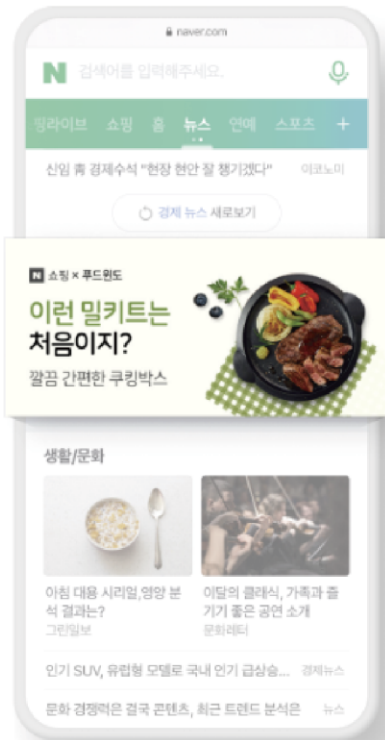 naver.com
N 검색어를 입력해주세요.
핑라이브 쇼핑 홈 뉴스 연예 스포츠 +
신임 靑 경제수석 "현장 현안 잘 챙기겠다" 이코노미
경제 뉴스 새로보기
N 쇼핑 × 푸드윈도
이런 밀키트는
처음이지?
깔끔 간편한 쿠킹박스
생활/문화
아침 대용 시리얼,영양 분
석 결과는?
그린일보
이달의 클래식, 가족과 즐
기기 좋은 공연 소개
문화레터
인기 SUV, 유럽형 모델로 국내 인기 급상승... 경제뉴스
문화 경쟁력은 결국 콘텐츠, 최근 트렌드 분석은 뉴스